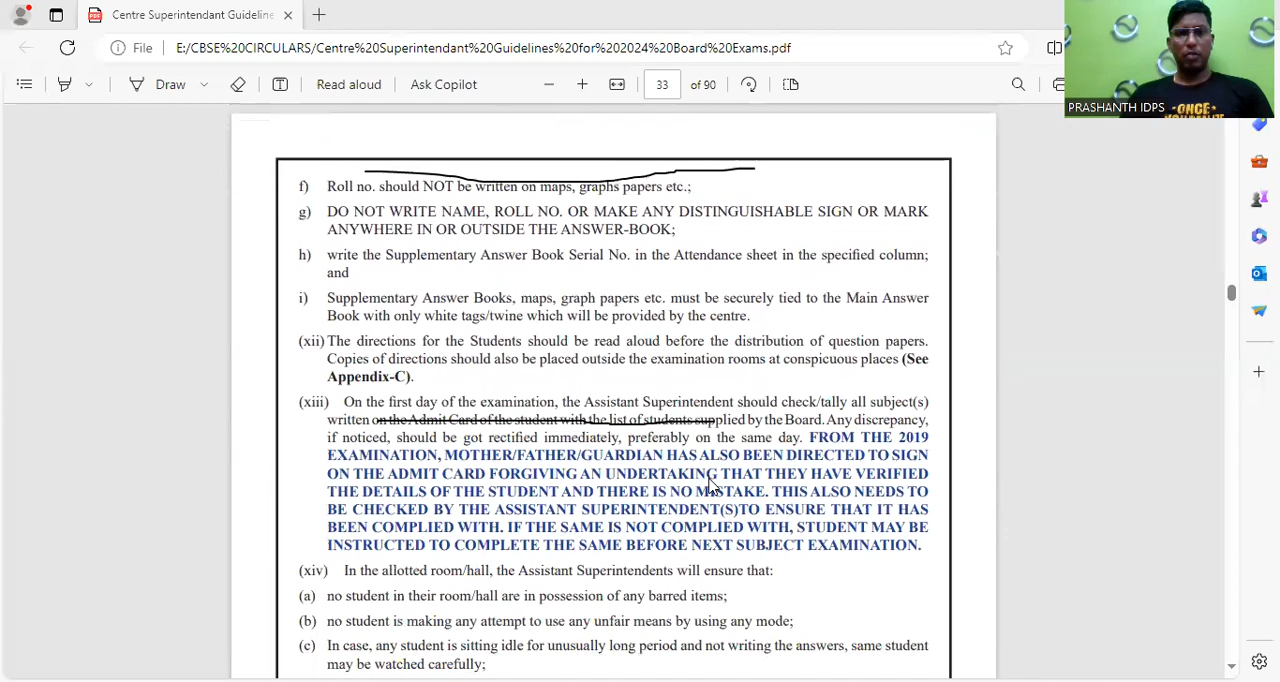 Centre Superintendant Guideline
File
E:/CBSE%20CIRCULARS/Centre%20Superintendant%20Guidelines%20for%202024%20Board%20Exams.pdf
Draw
Read aloud
Ask Copilot
33
of 90
PRASHANTH IDPS
ONCE
f) Roll no. should NOT be written on maps, graphs papers etc.;
g) DO NOT WRITE NAME, ROLL NO. OR MAKE ANY DISTINGUISHABLE SIGN OR MARK
ANYWHERE IN OR OUTSIDE THE ANSWER-BOOK;
h) write the Supplementary Answer Book Serial No. in the Attendance sheet in the specified column;
and
i) Supplementary Answer Books, maps, graph papers etc. must be securely tied to the Main Answer
Book with only white tags/twine which will be provided by the centre.
(xii) The directions for the Students should be read aloud before the distribution of question papers.
Copies of directions should also be placed outside the examination rooms at conspicuous places (See
Appendix-C).
(xiii) On the first day of the examination, the Assistant Superintendent should check/tally all subject(s)
written on the Admit Card of the student with the list of students supplied by the Board. Any discrepancy,
if noticed, should be got rectified immediately, preferably on the same day. FROM THE 2019
EXAMINATION, MOTHER/FATHER/GUARDIAN HAS ALSO BEEN DIRECTED TO SIGN
ON THE ADMIT CARD FORGIVING AN UNDERTAKING THAT THEY HAVE VERIFIED
THE DETAILS OF THE STUDENT AND THERE IS NO MISTAKE. THIS ALSO NEEDS TO
BE CHECKED BY THE ASSISTANT SUPERINTENDENT(S)TO ENSURE THAT IT HAS
BEEN COMPLIED WITH. IF THE SAME IS NOT COMPLIED WITH, STUDENT MAY BE
INSTRUCTED TO COMPLETE THE SAME BEFORE NEXT SUBJECT EXAMINATION.
(xiv) In the allotted room/hall, the Assistant Superintendents will ensure that:
(a) no student in their room/hall are in possession of any barred items;
(b) no student is making any attempt to use any unfair means by using any mode;
(c) In case, any student is sitting idle for unusually long period and not writing the answers, same student
may be watched carefully;